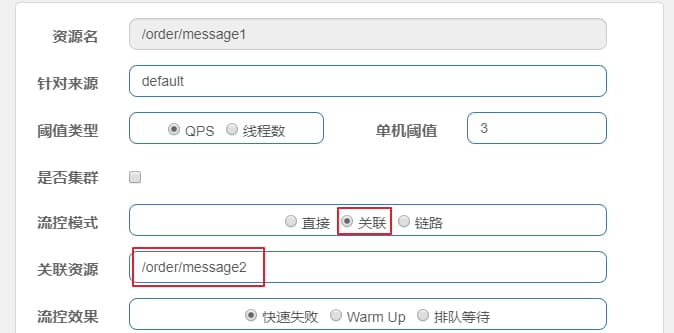 资源名 /order/message1
针对来源 default
阈值类型 QPS 线程数 单机阈值 3
是否集群
流控模式 直接 关联 链路
关联资源 /order/message2
流控效果 快速失败 Warm Up 排队等待